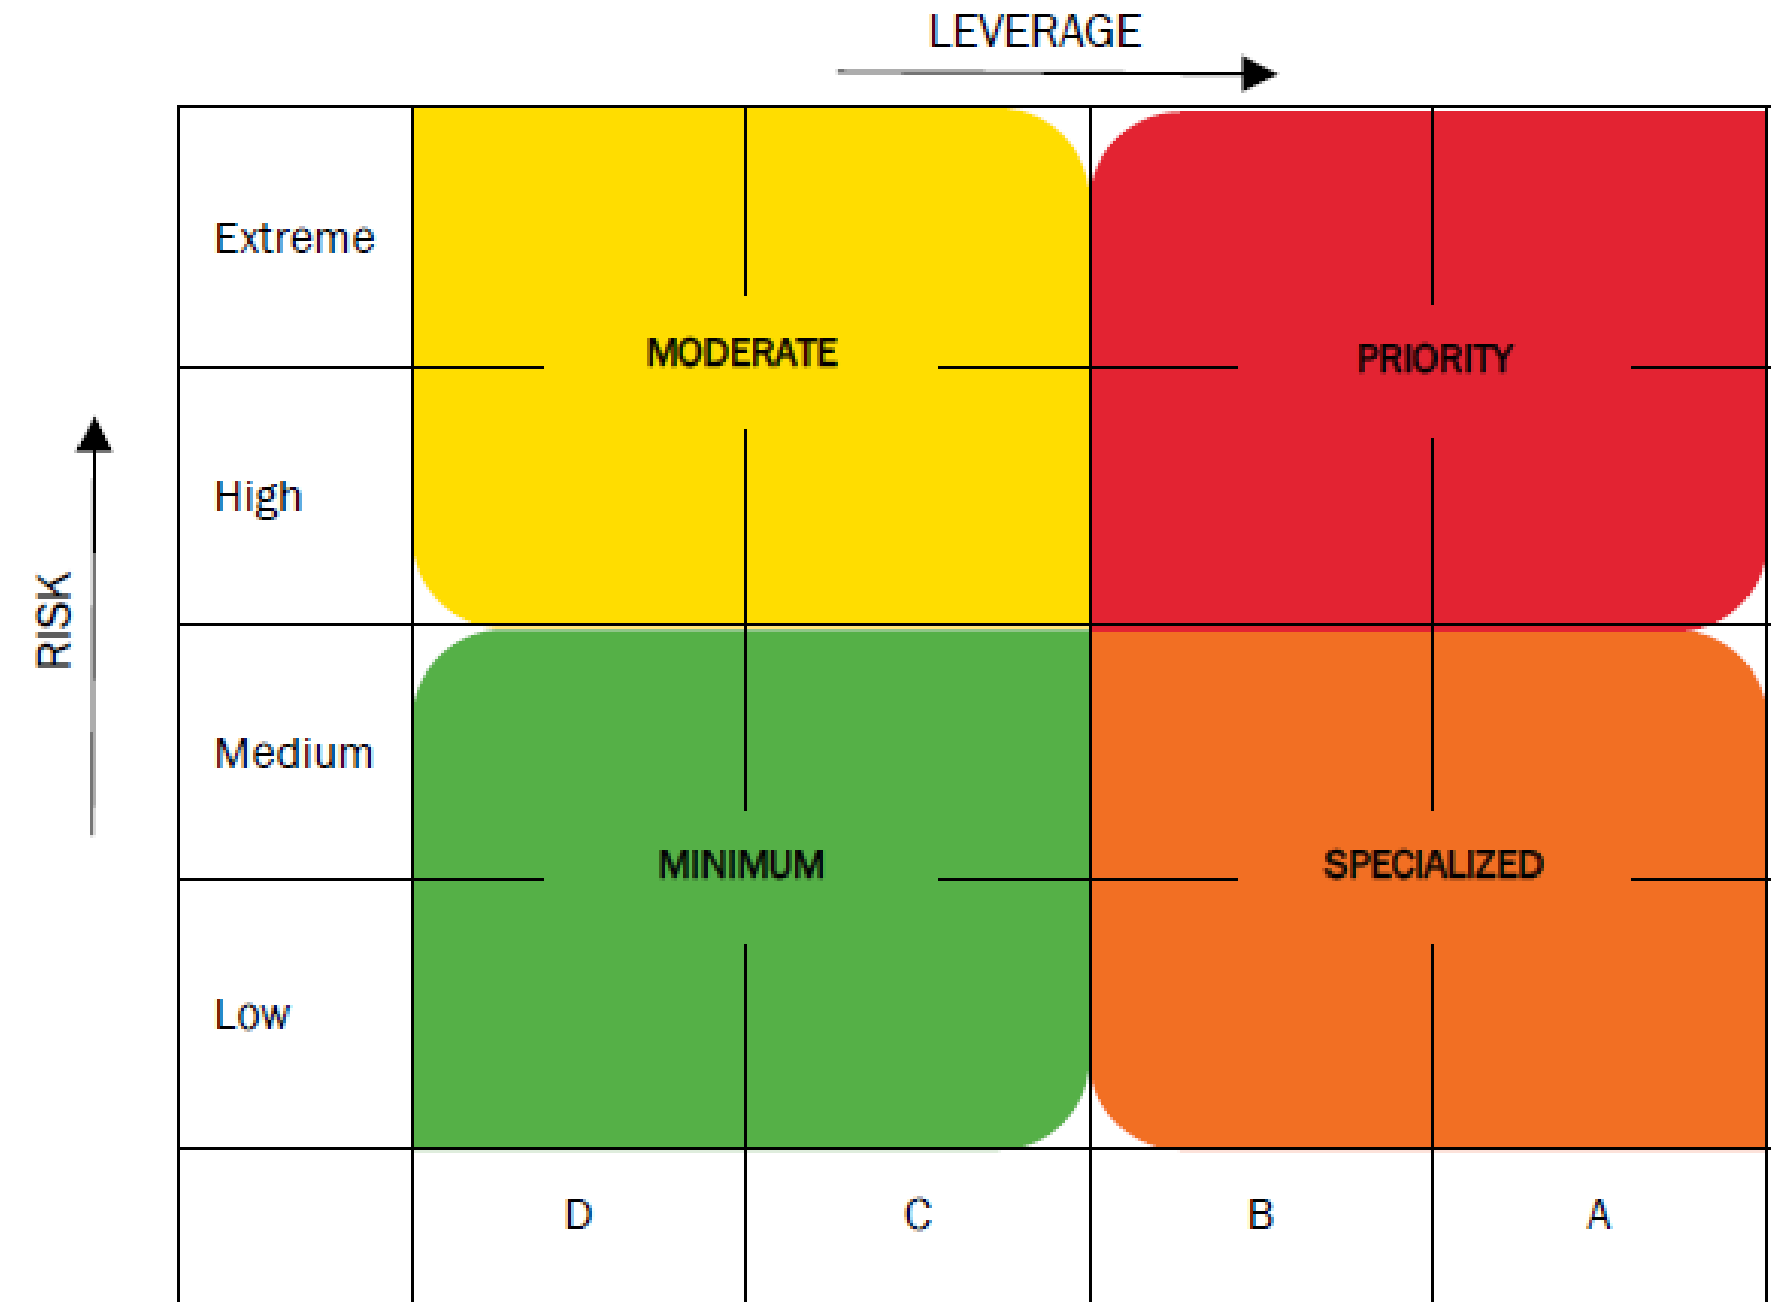 LEVERAGE
Extreme
MODERATE
PRIORITY
High
RISK
Medium
MINIMUM
SPECIALIZED
Low
D
C
B
A